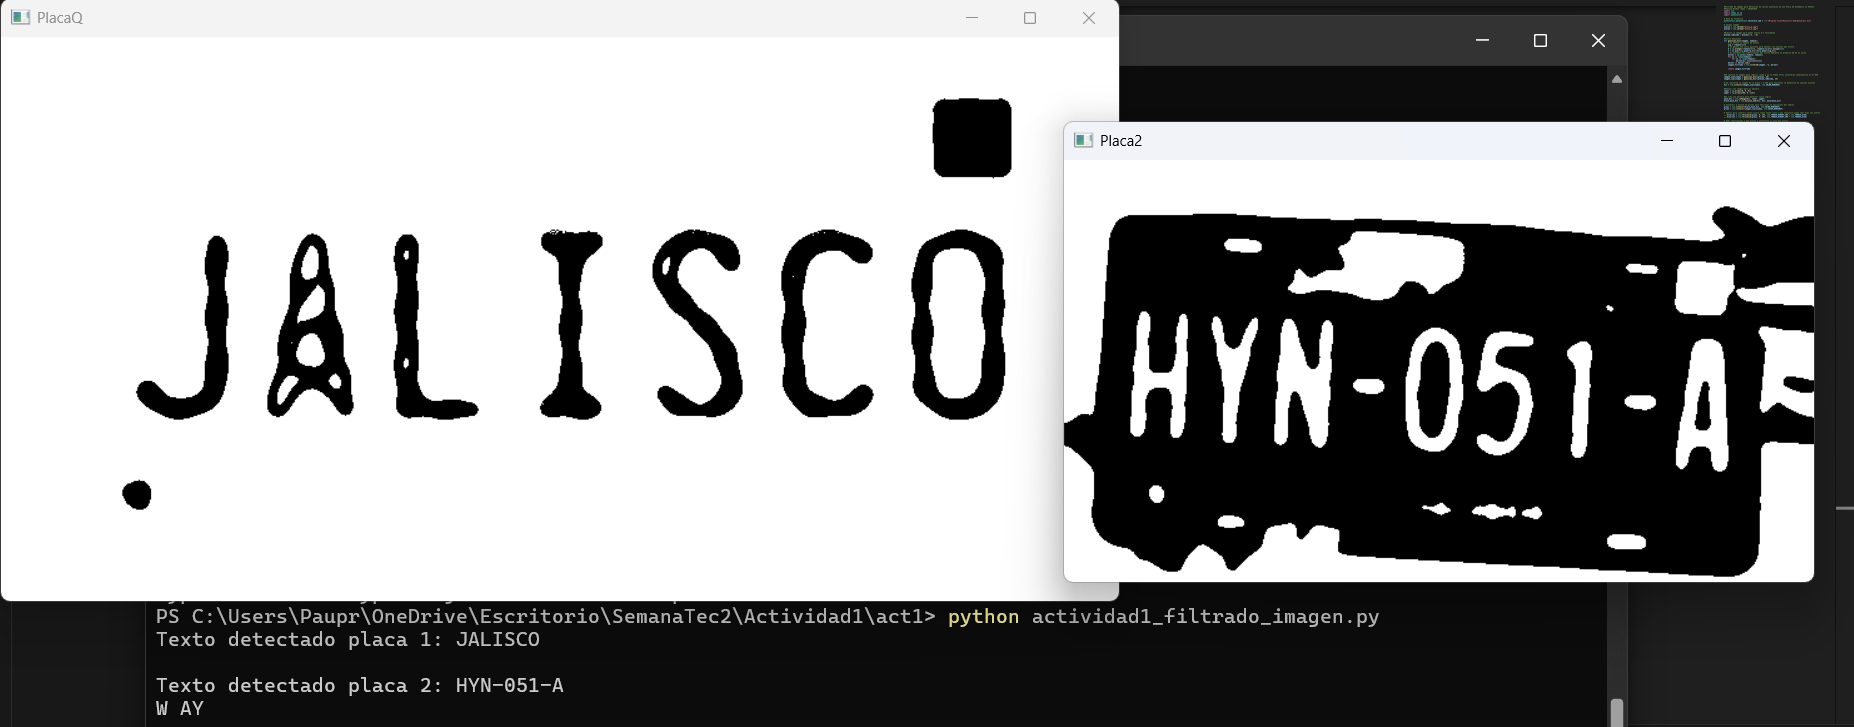 PlacaQ
JALISCO
Placa2
HYN-051-A
PS C:\Users\Paupr\OneDrive\Escritorio\SemanaTec2\Actividad1\act1> python actividad1_filtrado_imagen.py
Texto detectado placa 1: JALISCO
Texto detectado placa 2: HYN-051-A
W AY